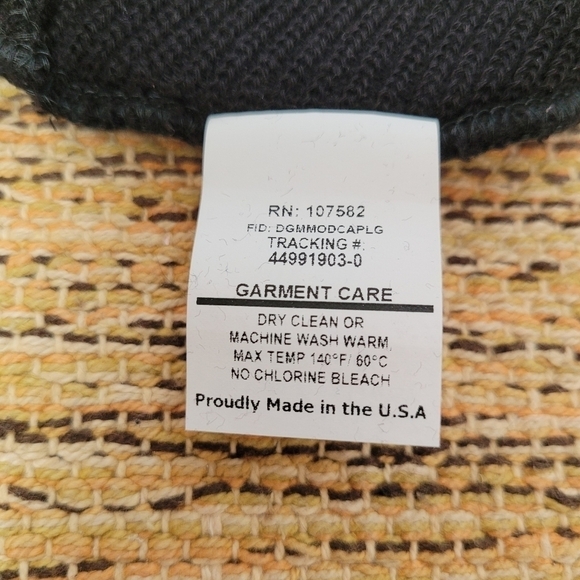 RN: 107582
FID: DGMMODCAPLG
TRACKING #:
44991903-0
GARMENT CARE
DRY CLEAN OR
MACHINE WASH WARM,
MAX TEMP 140°F/ 60°C
NO CHLORINE BLEACH
Proudly Made in the U.S.A